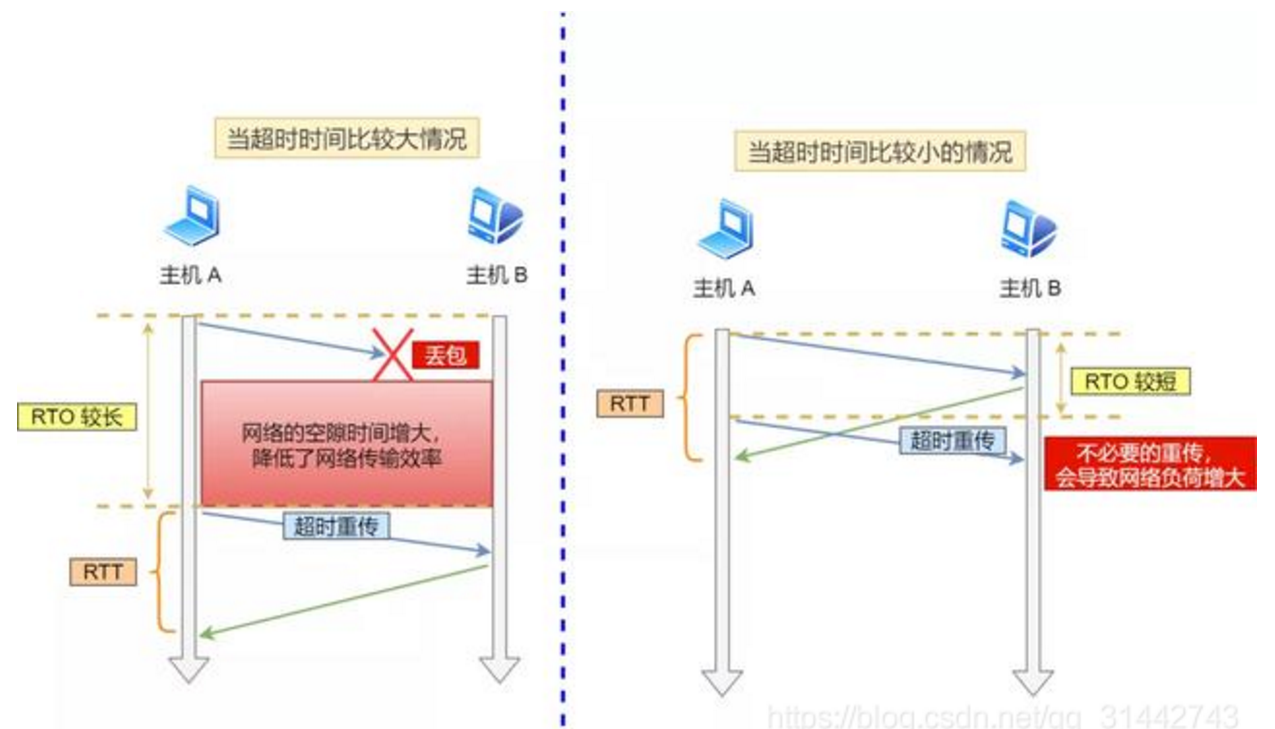 当超时时间比较大情况
主机 A
主机 B
丢包
RTO 较长
网络的空隙时间增大，
降低了网络传输效率
超时重传
RTT
当超时时间比较小的情况
主机 A
主机 B
RTT
RTO 较短
超时重传
不必要的重传，
会导致网络负荷增大
https://blog.csdn.net/qq_31442743